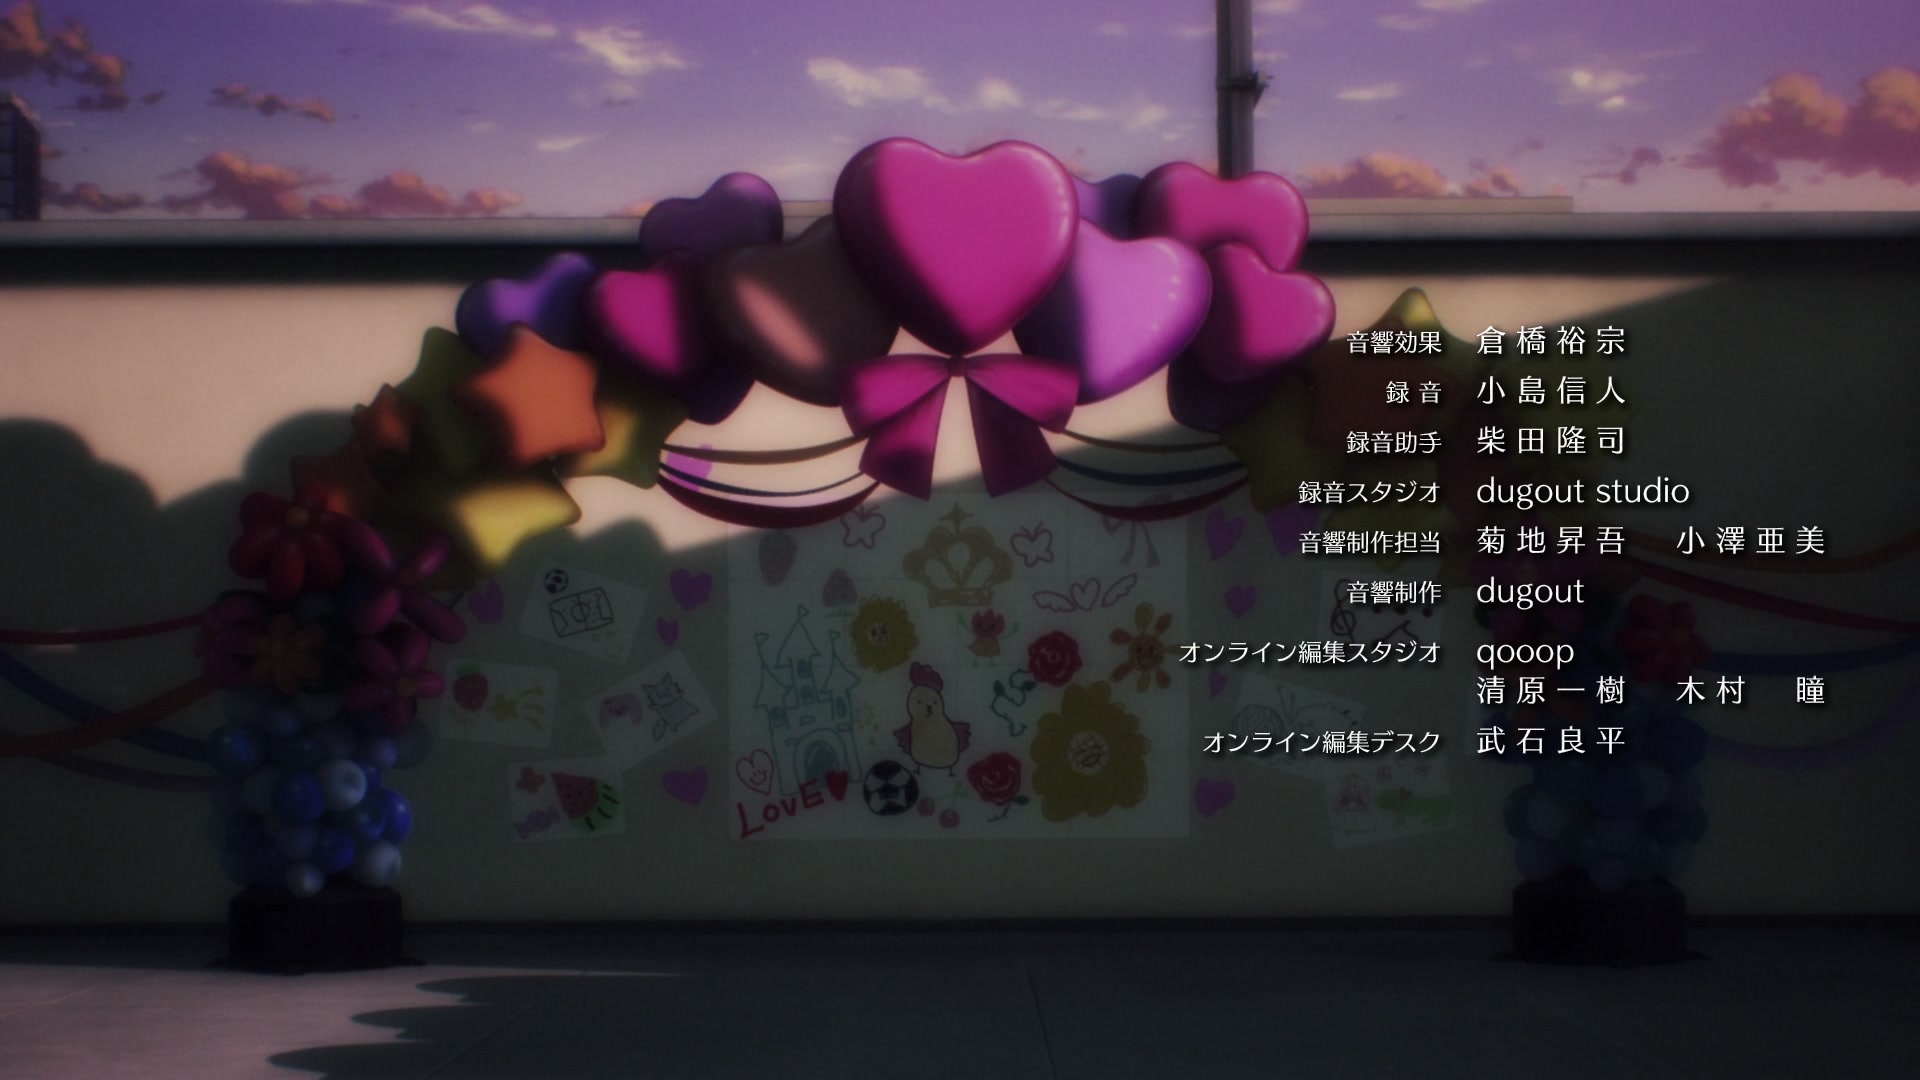 音響効果 倉橋裕宗
録音 小島信人
録音助手 柴田隆司
録音スタジオ dugout studio
音響制作担当 菊地昇吾 小澤亜美
音響制作 dugout
オンライン編集スタジオ qooop
清原一樹 木村 瞳
オンライン編集デスク 武石良平
LOVE